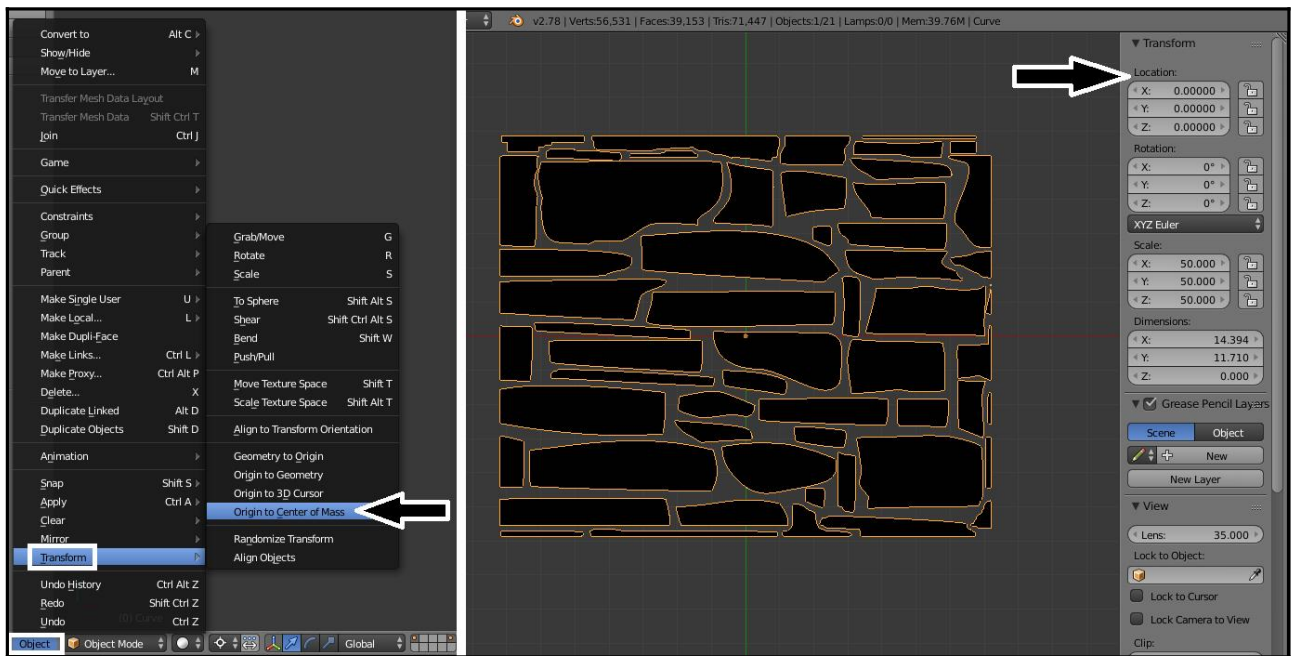 Convert to Alt C
Show/Hide
Move to Layer... M
Transfer Mesh Data Layout
Transfer Mesh Data Shift Ctrl T
Join Ctrl J
Game
Quick Effects
Constraints
Group
Track
Parent
Make Single User U
Make Local... L
Make Dupli-Face
Make Links... Ctrl L
Make Proxy... Ctrl Alt P
Delete... X
Duplicate Linked Alt D
Duplicate Objects Shift D
Animation
Snap Shift S
Apply Ctrl A
Clear
Mirror
Transform
Undo History Ctrl Alt Z
Redo Shift Ctrl Z
Undo Ctrl Z
(0) Curve
Object Object Mode Global
Grab/Move G
Rotate R
Scale S
To Sphere Shift Alt S
Shear Shift Ctrl Alt S
Bend Shift W
Push/Pull
Move Texture Space Shift T
Scale Texture Space Shift Alt T
Align to Transform Orientation
Geometry to Origin
Origin to Geometry
Origin to 3D Cursor
Origin to Center of Mass
Randomize Transform
Align Objects
v2.78 | Verts:56,531 | Faces:39,153 | Tris:71,447 | Objects:1/21 | Lamps:0/0 | Mem:39.76M | Curve
Transform
Location:
X: 0.00000
Y: 0.00000
Z: 0.00000
Rotation:
X: 0°
Y: 0°
Z: 0°
XYZ Euler
Scale:
X: 50.000
Y: 50.000
Z: 50.000
Dimensions:
X: 14.394
Y: 11.710
Z: 0.000
Grease Pencil Layers
Scene Object
New
New Layer
View
Lens: 35.000
Lock to Object:
Lock to Cursor
Lock Camera to View
Clip: